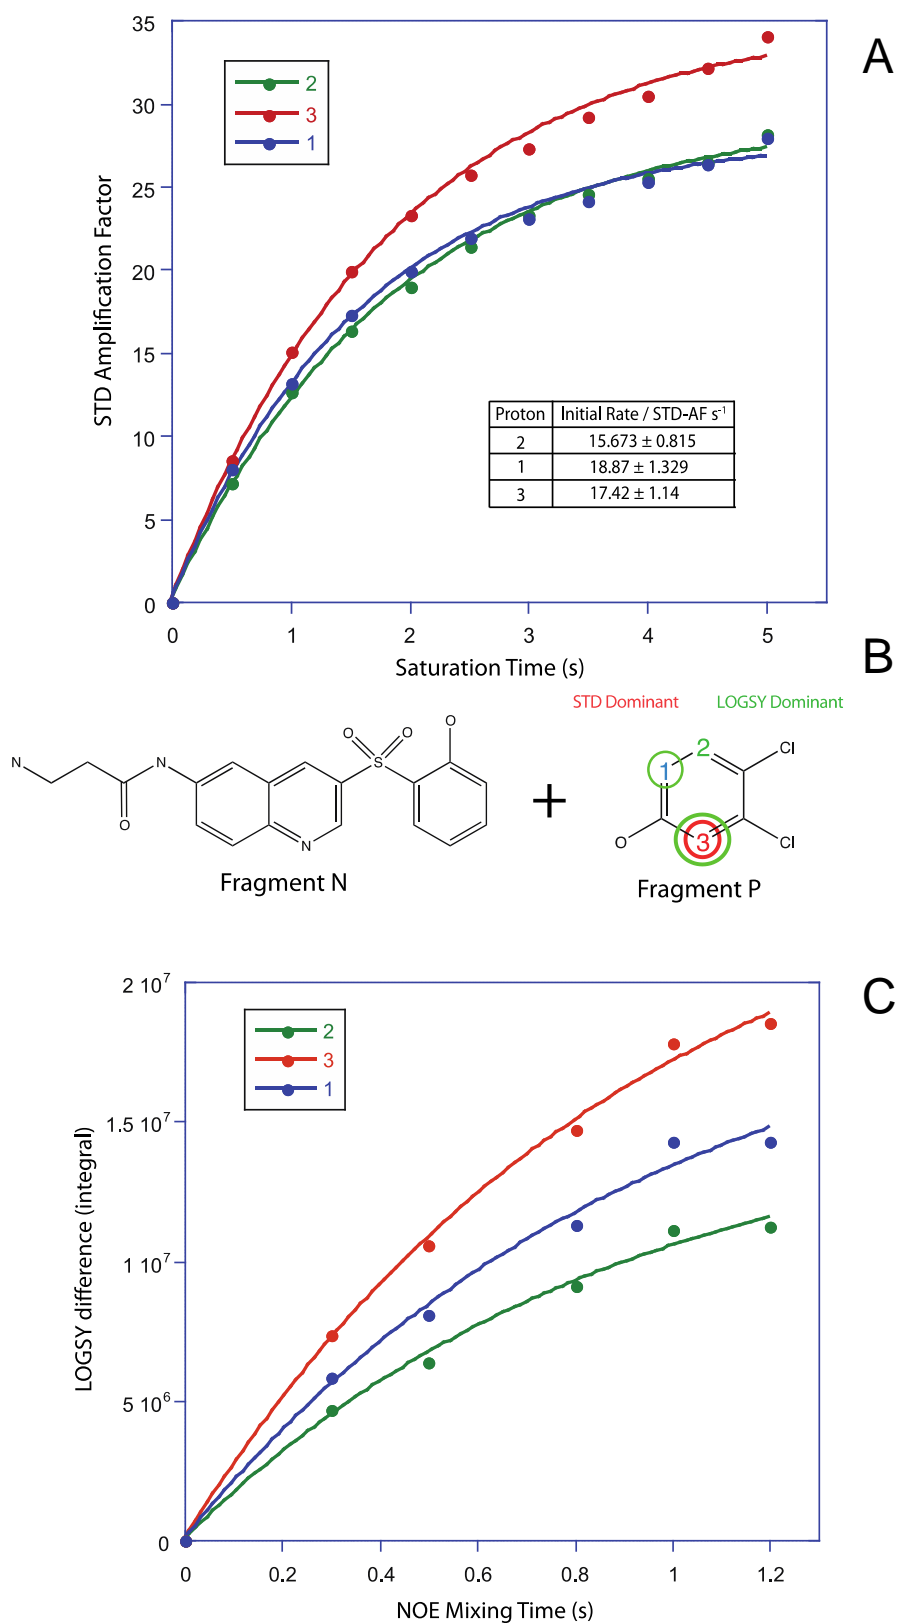 A
35
30
25
20
15
10
5
0
STD Amplification Factor
2
3
1
Proton Initial Rate / STD-AF s⁻¹
2 15.673 ± 0.815
1 18.87 ± 1.329
3 17.42 ± 1.14
0 1 2 3 4 5
Saturation Time (s)
B
STD Dominant LOGSY Dominant
N N O O O S O N
Fragment N
+
1 2 3 Cl Cl O
Fragment P
C
2 10⁷
1.5 10⁷
1 10⁷
5 10⁶
0
LOGSY difference (integral)
2
3
1
0 0.2 0.4 0.6 0.8 1 1.2
NOE Mixing Time (s)